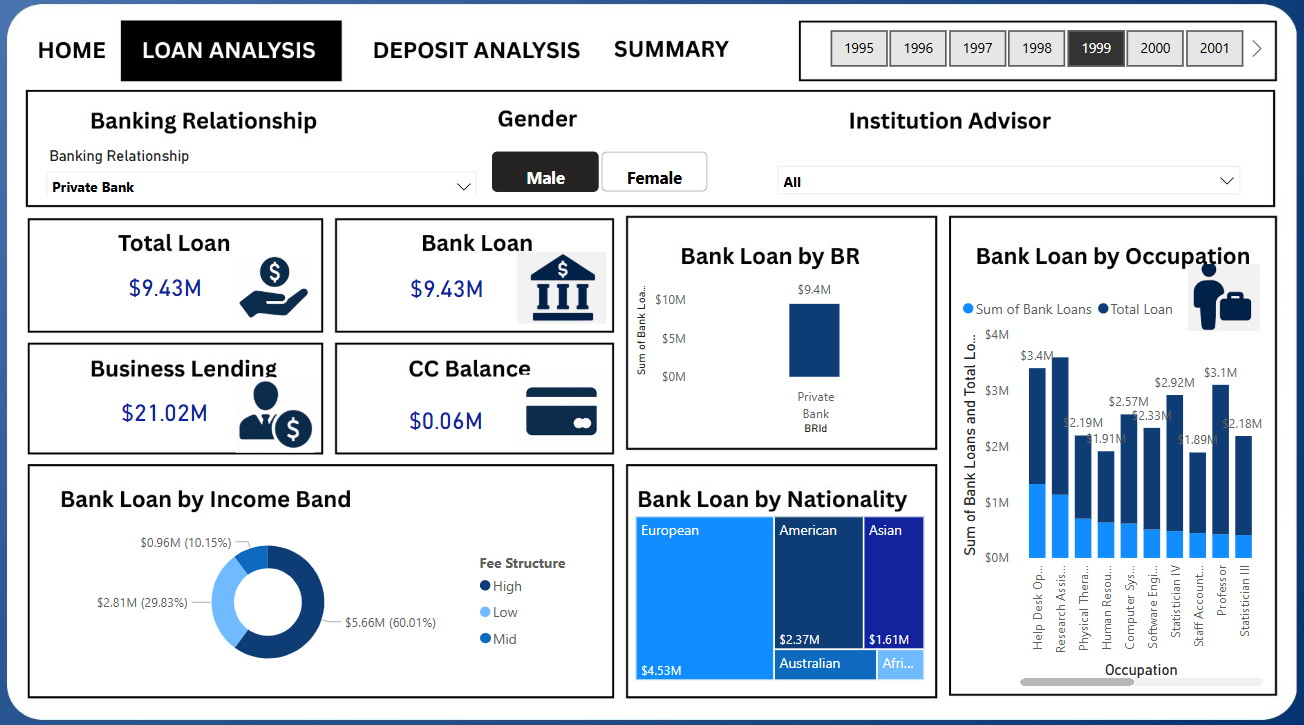 HOME
LOAN ANALYSIS
DEPOSIT ANALYSIS
SUMMARY
1995
1996
1997
1998
1999
2000
2001
Banking Relationship
Banking Relationship
Private Bank
Gender
Male
Female
Institution Advisor
All
Total Loan
$9.43M
Bank Loan
$9.43M
$
$
Business Lending
$21.02M
$
CC Balance
$0.06M
Bank Loan by BR
Sum of Bank Loa...
$10M
$5M
$0M
$9.4M
Private
Bank
BRId
Bank Loan by Occupation
Sum of Bank Loans
Total Loan
Sum of Bank Loans and Total Lo...
$4M
$3M
$2M
$1M
$0M
$3.4M
$2.19M
$1.91M
$2.57M
$2.33M
$2.92M
$1.89M
$3.1M
$2.18M
Help Desk Op...
Research Assis...
Physical Thera...
Human Resou...
Computer Sys...
Software Engi...
Statistician IV
Staff Account...
Professor
Statistician III
Occupation
Bank Loan by Income Band
$0.96M (10.15%)
$2.81M (29.83%)
$5.66M (60.01%)
Fee Structure
High
Low
Mid
Bank Loan by Nationality
European
$4.53M
American
$2.37M
Asian
$1.61M
Australian
Afri...